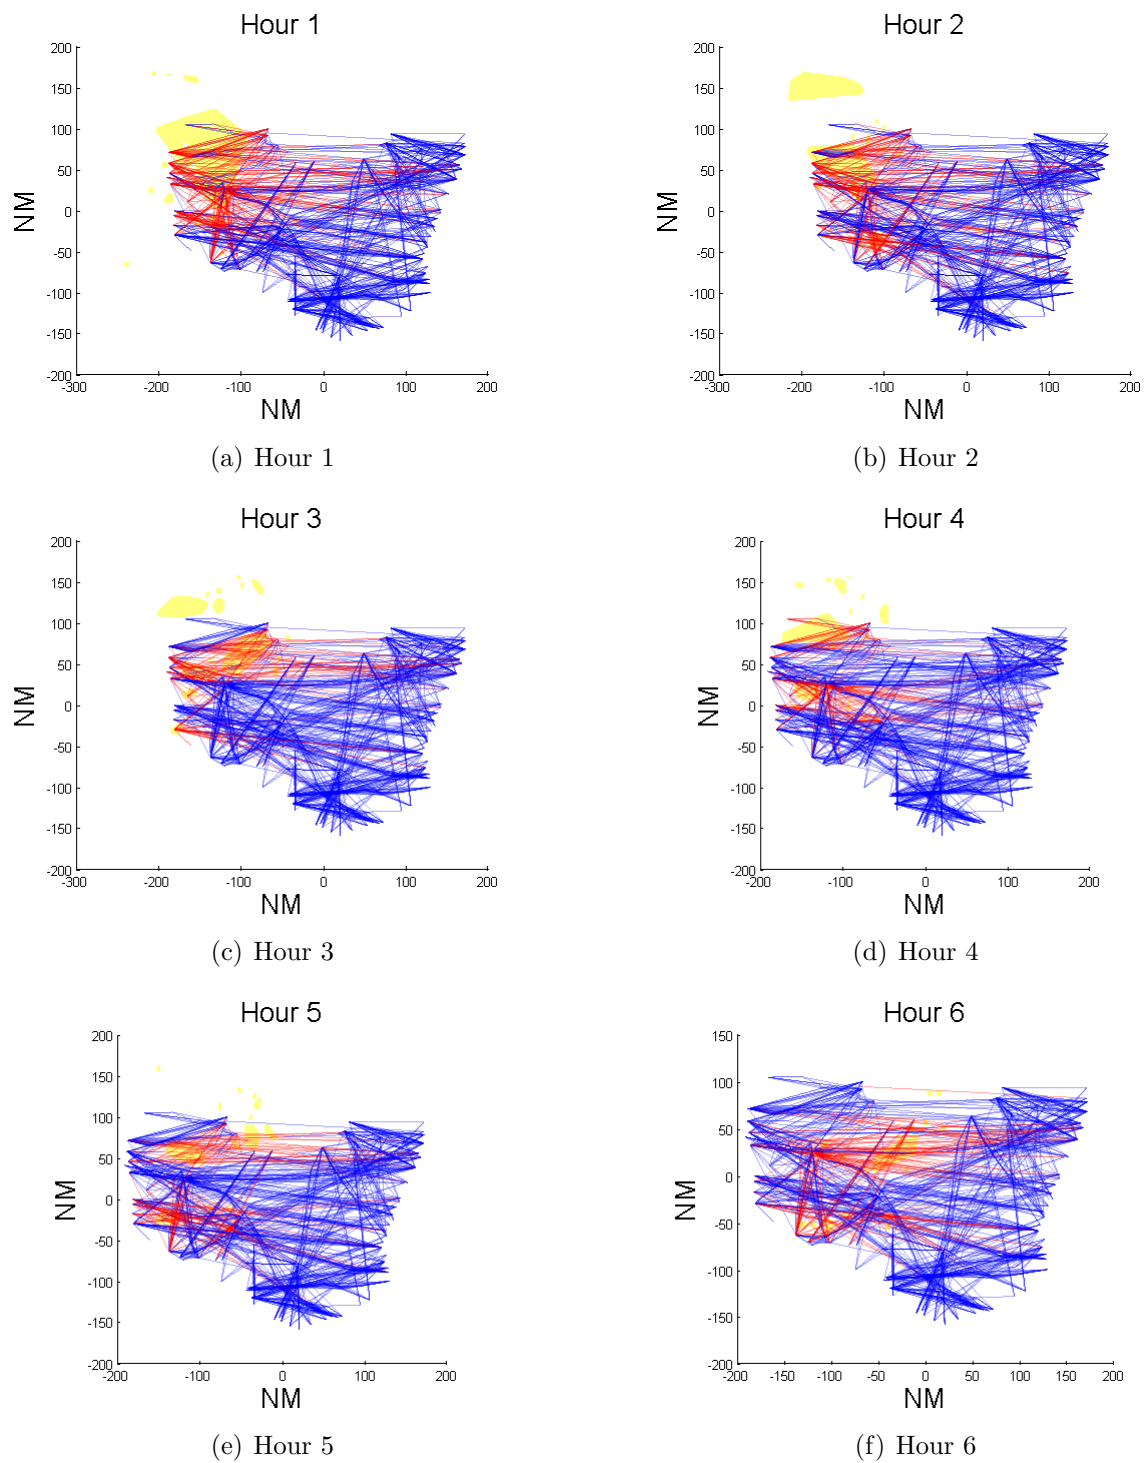 Hour 1
200
150
100
50
0
-50
-100
-150
-200
-300 -200 -100 0 100 200
NM
NM
(a) Hour 1
Hour 2
200
150
100
50
0
-50
-100
-150
-200
-300 -200 -100 0 100 200
NM
NM
(b) Hour 2
Hour 3
200
150
100
50
0
-50
-100
-150
-200
-300 -200 -100 0 100 200
NM
NM
(c) Hour 3
Hour 4
200
150
100
50
0
-50
-100
-150
-200
-200 -100 0 100 200
NM
NM
(d) Hour 4
Hour 5
200
150
100
50
0
-50
-100
-150
-200
-200 -100 0 100 200
NM
NM
(e) Hour 5
Hour 6
150
100
50
0
-50
-100
-150
-200
-200 -150 -100 -50 0 50 100 150 200
NM
NM
(f) Hour 6